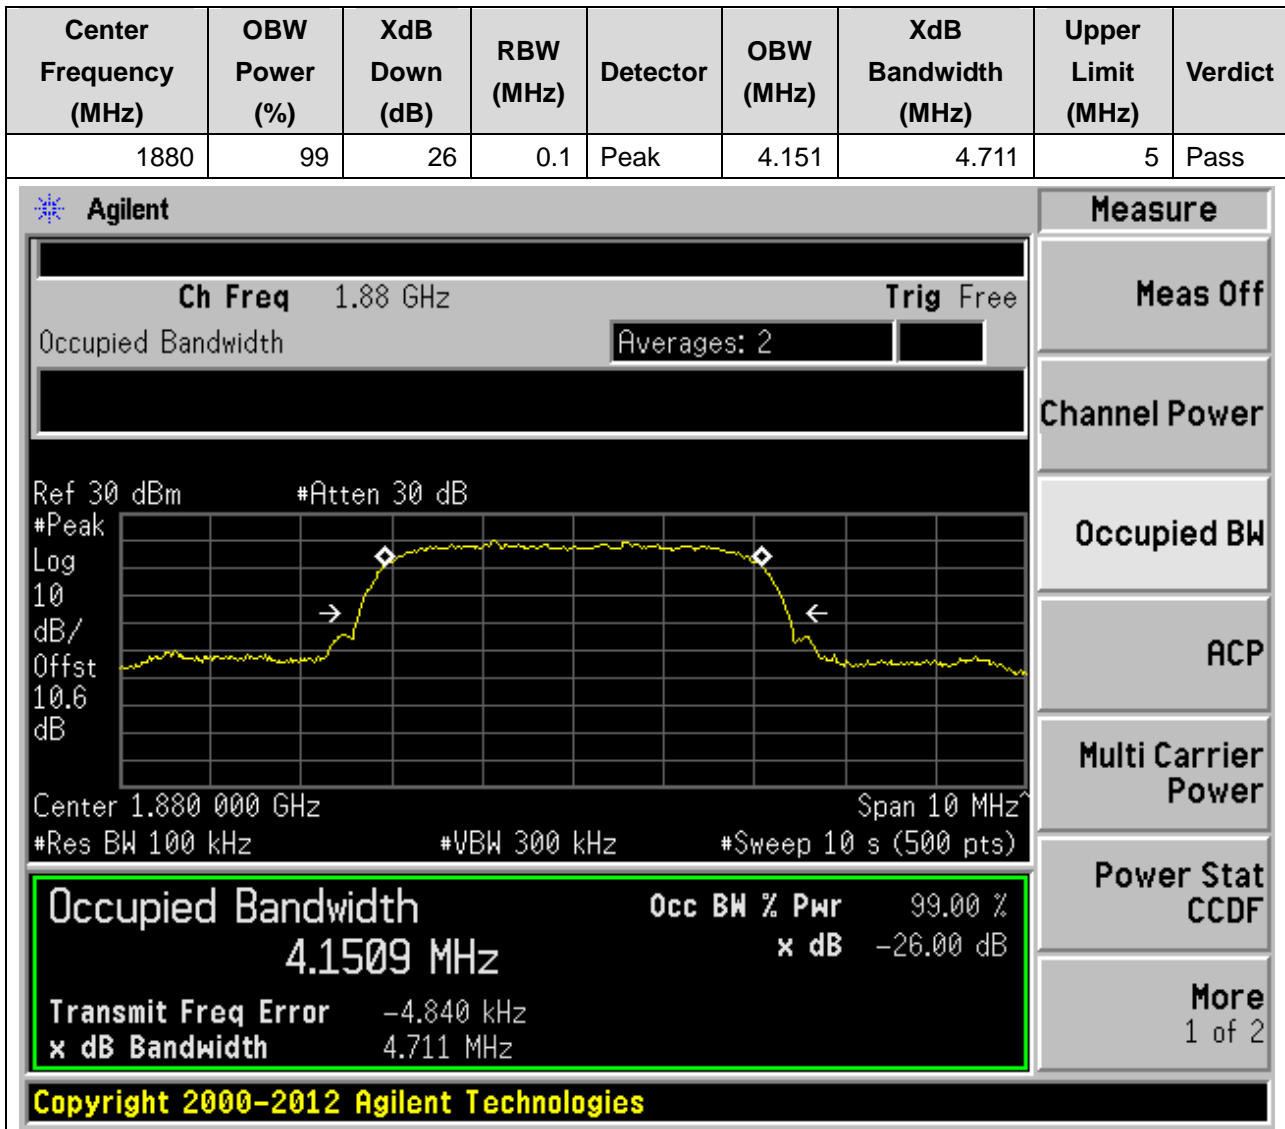 Center Frequency (MHz) OBW Power (%) XdB Down (dB) RBW (MHz) Detector OBW (MHz) XdB Bandwidth (MHz) Upper Limit (MHz) Verdict
1880 99 26 0.1 Peak 4.151 4.711 5 Pass
Agilent
Measure
Ch Freq 1.88 GHz Trig Free
Meas Off
Occupied Bandwidth Averages: 2
Channel Power
Ref 30 dBm #Atten 30 dB
#Peak
Log
10
dB/
Offst
10.6
dB
Occupied BW
ACP
Multi Carrier
Power
Center 1.880 000 GHz Span 10 MHz^
#Res BW 100 kHz #VBW 300 kHz #Sweep 10 s (500 pts)
Power Stat
CCDF
Occupied Bandwidth Occ BW % Pwr 99.00 %
4.1509 MHz x dB -26.00 dB
Transmit Freq Error -4.840 kHz
x dB Bandwidth 4.711 MHz
More
1 of 2
Copyright 2000-2012 Agilent Technologies